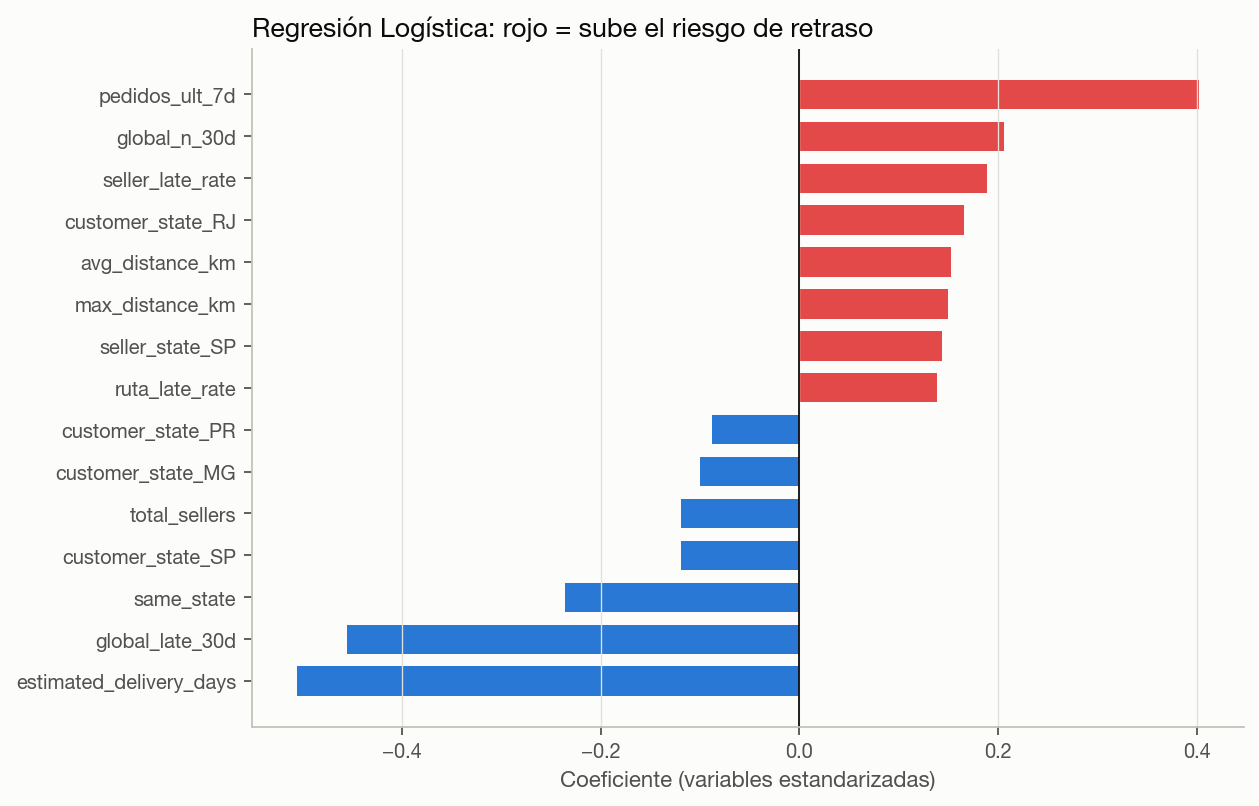 Regresión Logística: rojo = sube el riesgo de retraso
pedidos_ult_7d
global_n_30d
seller_late_rate
customer_state_RJ
avg_distance_km
max_distance_km
seller_state_SP
ruta_late_rate
customer_state_PR
customer_state_MG
total_sellers
customer_state_SP
same_state
global_late_30d
estimated_delivery_days
−0.4 −0.2 0.0 0.2 0.4
Coeficiente (variables estandarizadas)